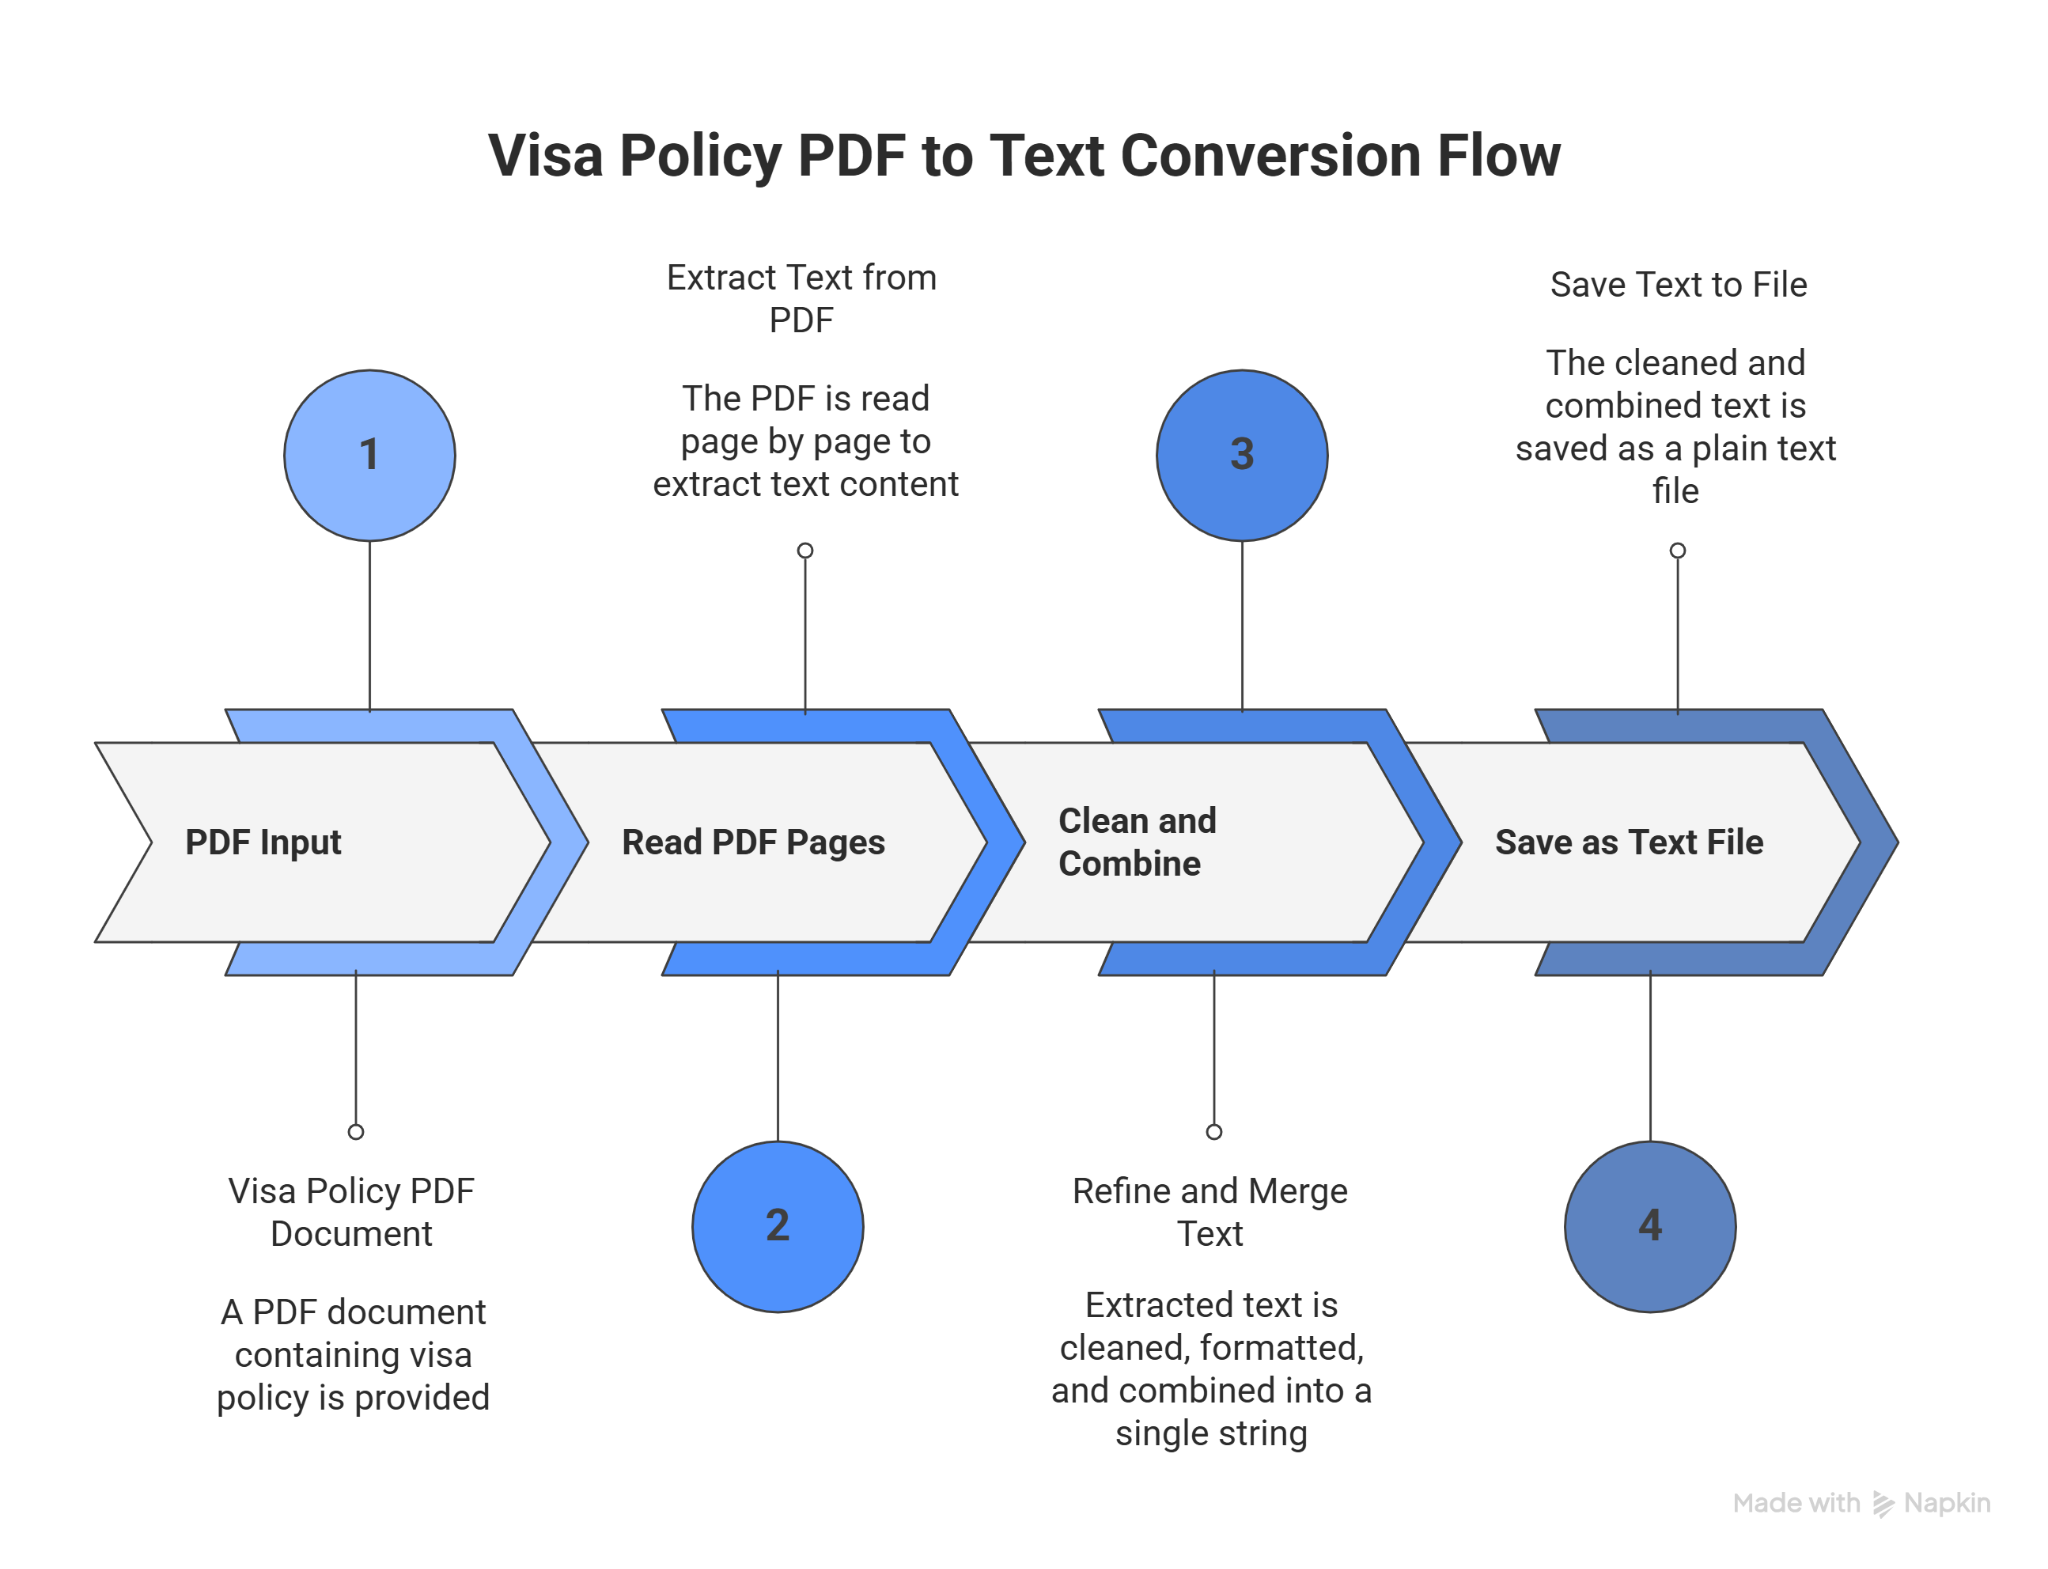 Visa Policy PDF to Text Conversion Flow
1
PDF Input
Visa Policy PDF
Document
A PDF document
containing visa
policy is provided
Extract Text from
PDF
The PDF is read
page by page to
extract text content
Read PDF Pages
2
3
Clean and
Combine
Refine and Merge
Text
Extracted text is
cleaned, formatted,
and combined into a
single string
Save Text to File
The cleaned and
combined text is
saved as a plain text
file
Save as Text File
4
Made with Napkin